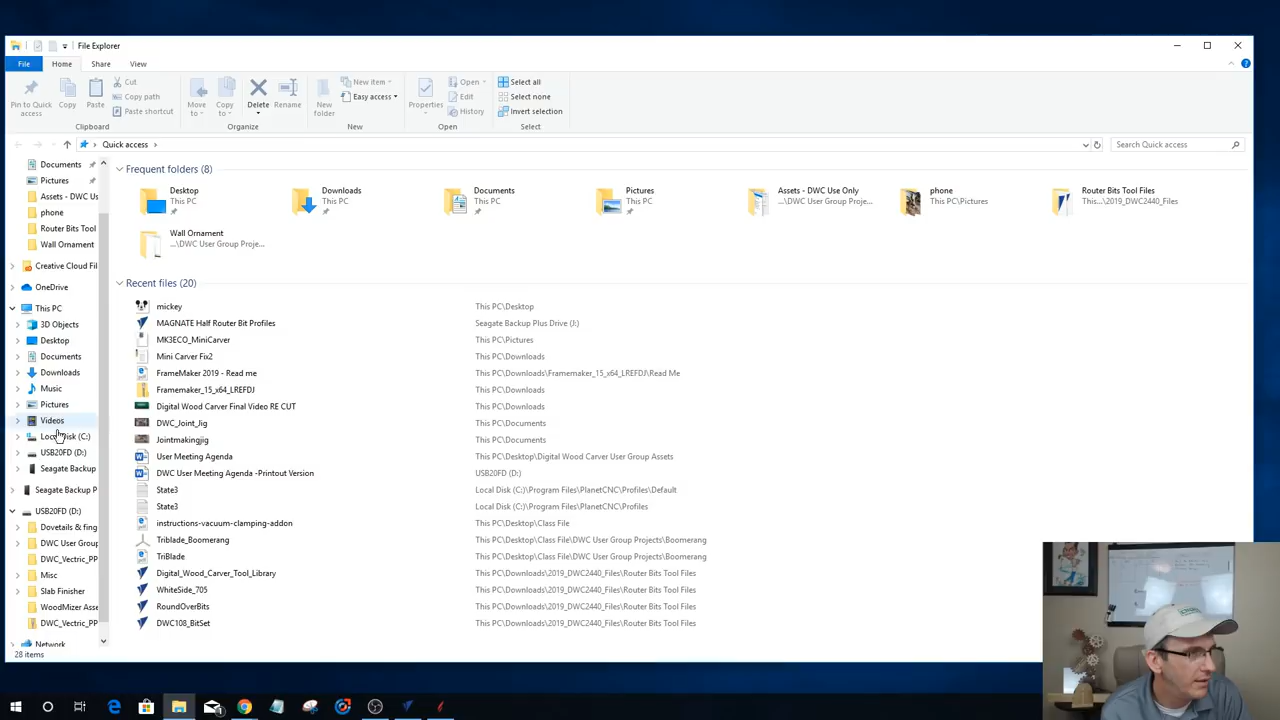 File Explorer
File Home Share View
Pin to Quick access
Copy
Paste
Cut
Copy path
Paste shortcut
Clipboard
Move to
Copy to
Delete
Rename
Organize
New folder
New item
Easy access
New
Properties
Open
Edit
History
Open
Select all
Select none
Invert selection
Select
Quick access
Search Quick access
Documents
Pictures
Assets - DWC Us
phone
Router Bits Tool
Wall Ornament
Creative Cloud Fil
OneDrive
This PC
3D Objects
Desktop
Documents
Downloads
Music
Pictures
Videos
Local Disk (C:)
USB20FD (D:)
Seagate Backup
Seagate Backup P
USB20FD (D:)
Dovetails & fing
DWC User Group
DWC_Vectric_PP
Misc
Slab Finisher
WoodMizer Asse
DWC_Vectric_PP
Network
28 items
Frequent folders (8)
Desktop
This PC
Downloads
This PC
Documents
This PC
Pictures
This PC
Assets - DWC Use Only
...\DWC User Group Proje...
phone
This PC\Pictures
Router Bits Tool Files
This...\2019_DWC2440_Files
Wall Ornament
...\DWC User Group Proje...
Recent files (20)
mickey This PC\Desktop
MAGNATE Half Router Bit Profiles Seagate Backup Plus Drive (J:)
MK3ECO_MiniCarver This PC\Pictures
Mini Carver Fix2 This PC\Downloads
FrameMaker 2019 - Read me This PC\Downloads\Framemaker_15_x64_LREFDJ\Read Me
Framemaker_15_x64_LREFDJ This PC\Downloads
Digital Wood Carver Final Video RE CUT This PC\Downloads
DWC_Joint_Jig This PC\Documents
Jointmakingjig This PC\Documents
User Meeting Agenda This PC\Desktop\Digital Wood Carver User Group Assets
DWC User Meeting Agenda -Printout Version USB20FD (D:)
State3 Local Disk (C:)\Program Files\PlanetCNC\Profiles\Default
State3 Local Disk (C:)\Program Files\PlanetCNC\Profiles
instructions-vacuum-clamping-addon This PC\Desktop\Class File
Triblade_Boomerang This PC\Desktop\Class File\DWC User Group Projects\Boomerang
TriBlade This PC\Desktop\Class File\DWC User Group Projects\Boomerang
Digital_Wood_Carver_Tool_Library This PC\Downloads\2019_DWC2440_Files\Router Bits Tool Files
WhiteSide_705 This PC\Downloads\2019_DWC2440_Files\Router Bits Tool Files
RoundOverBits This PC\Downloads\2019_DWC2440_Files\Router Bits Tool Files
DWC108_BitSet This PC\Downloads\2019_DWC2440_Files\Router Bits Tool Files